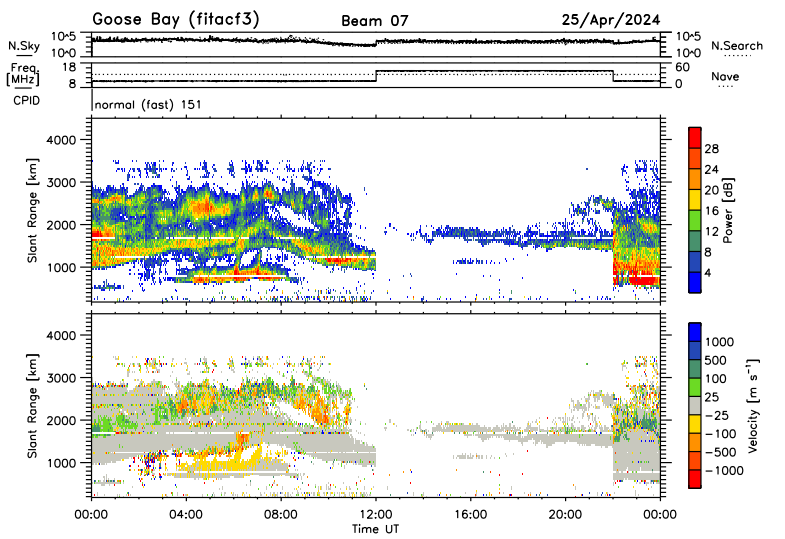 Goose Bay (fitacf3) Beam 07 25/Apr/2024
N.Sky 10^5 10^0 10^5 10^0 N.Search
Freq. [MHz] 18 8 60 0 Nave
CPID normal (fast) 151
Slant Range [km] 4000 3000 2000 1000
Power [dB] 28 24 20 16 12 8 4
Slant Range [km] 4000 3000 2000 1000
Velocity [m s⁻¹] 1000 500 100 25 −25 −100 −500 −1000
00:00 04:00 08:00 12:00 16:00 20:00 00:00
Time UT